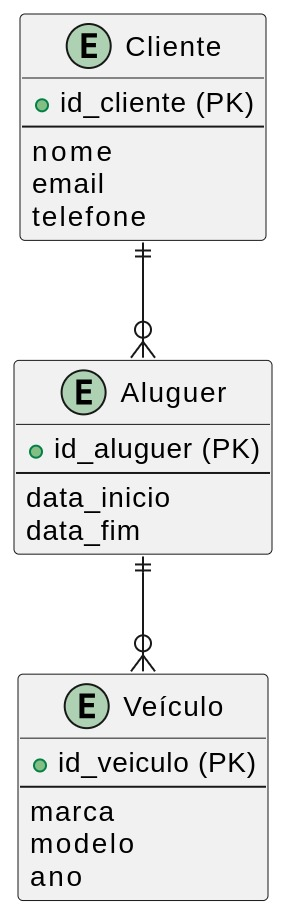 E Cliente
id_cliente (PK)
nome
email
telefone
E Aluguer
id_aluguer (PK)
data_inicio
data_fim
E Veículo
id_veiculo (PK)
marca
modelo
ano